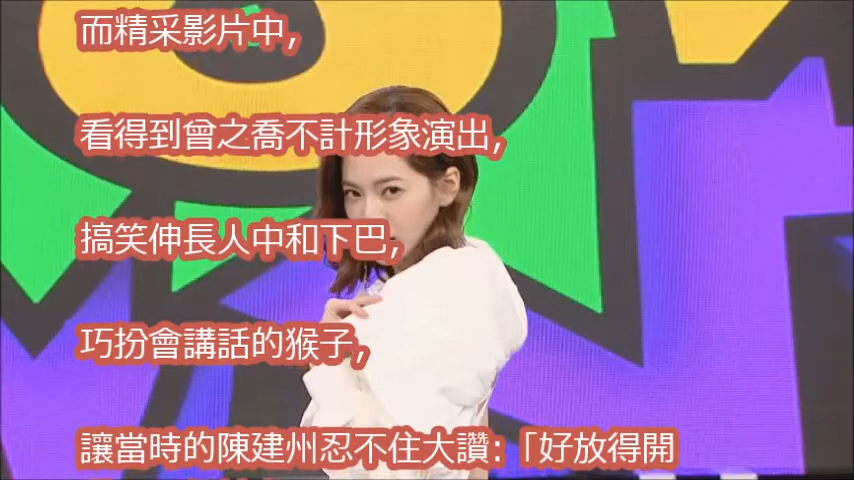 而精采影片中，
看得到曾之喬不計形象演出，
搞笑伸長人中和下巴，
巧扮會講話的猴子，
讓當時的陳建州忍不住大讚：「好放得開